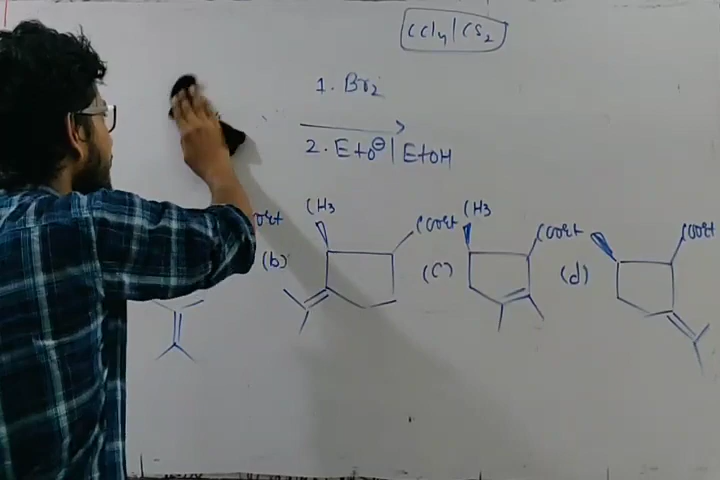 CCl4/CS2
1. Br2
2. EtO⊖/EtOH
CH3 CH3
COOEt COOEt COOEt
(b) (c) (d)